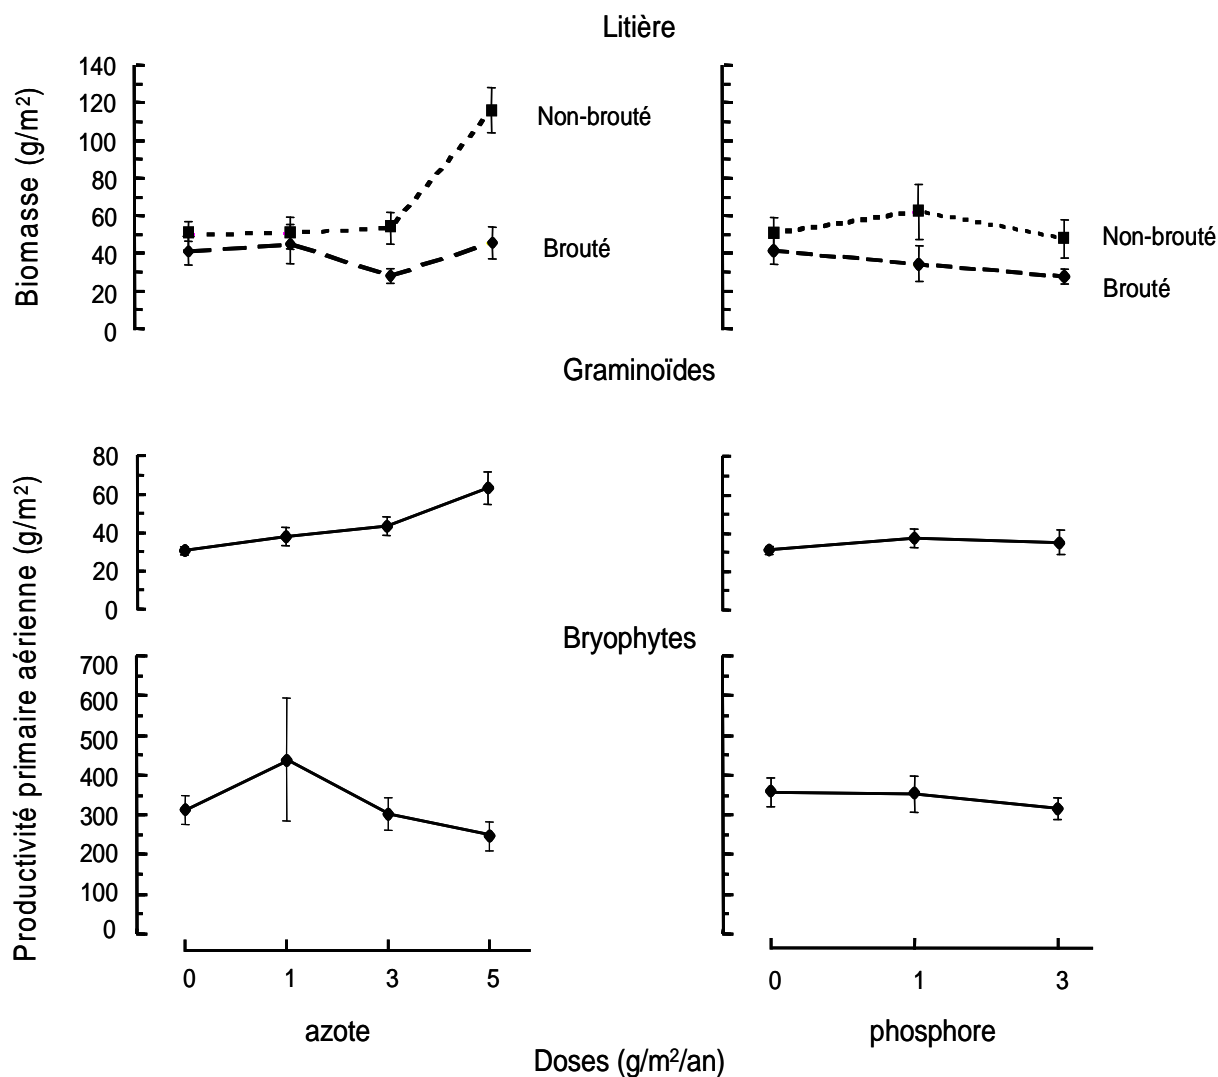 Litière
Biomasse (g/m²)
140
120
100
80
60
40
20
0
Non-brouté
Brouté
Non-brouté
Brouté
Graminoïdes
Productivité primaire aérienne (g/m²)
80
60
40
20
0
Bryophytes
700
600
500
400
300
200
100
0
0 1 3 5
0 1 3
azote
phosphore
Doses (g/m²/an)